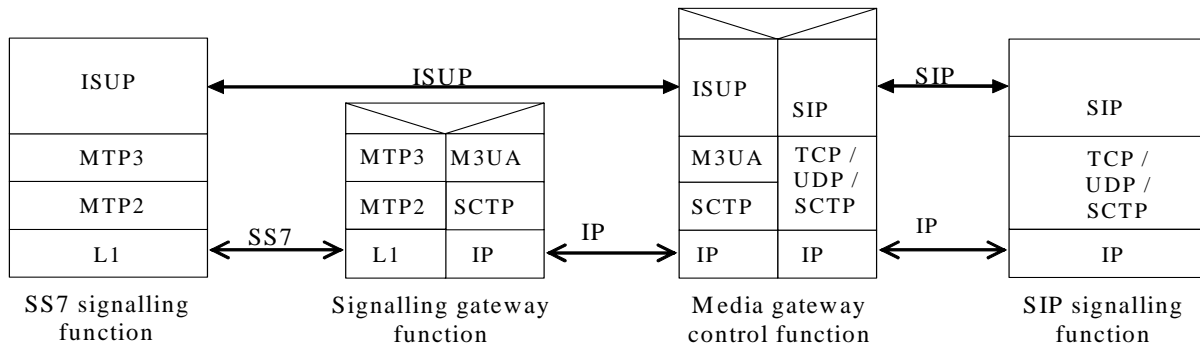 ISUP
MTP3
MTP2
L1
SS7 signalling
function
ISUP
SS7
MTP3
M3UA
MTP2
SCTP
L1
IP
Signalling gateway
function
IP
ISUP
SIP
M3UA
SCTP
TCP /
UDP /
SCTP
IP
IP
Media gateway
control function
SIP
IP
SIP
TCP /
UDP /
SCTP
IP
SIP signalling
function